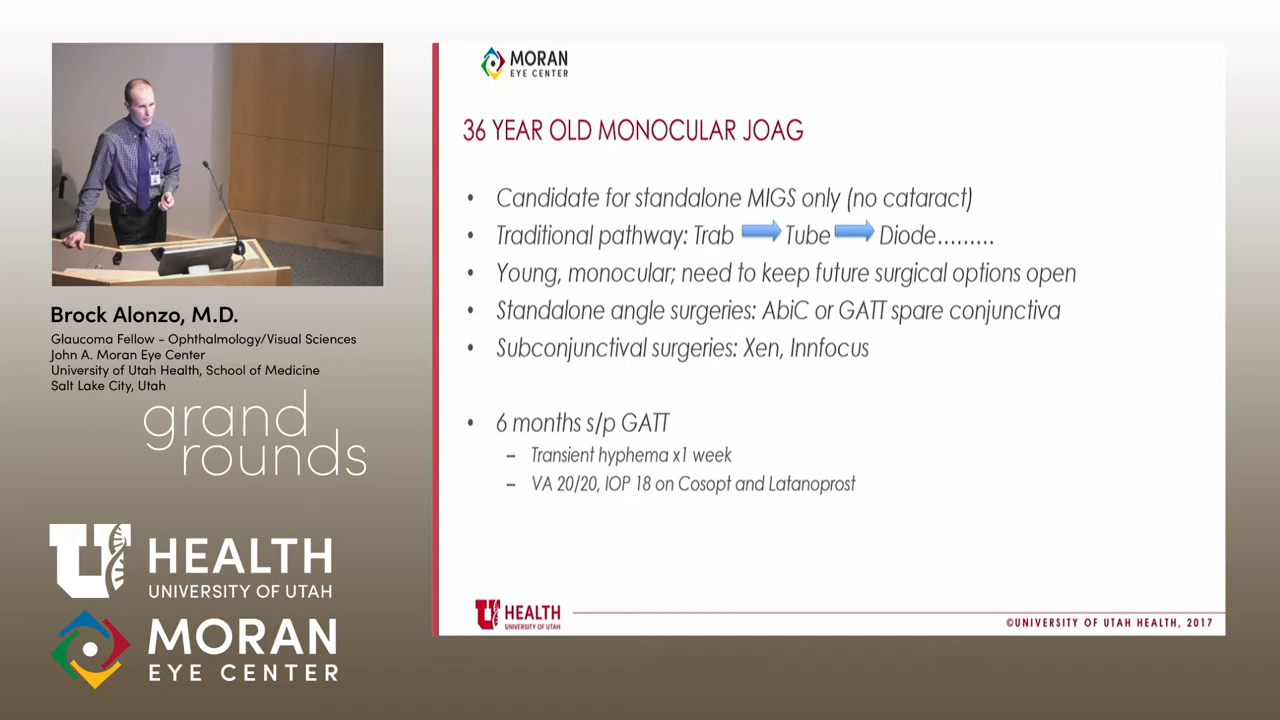 Brock Alonzo, M.D.
Glaucoma Fellow - Ophthalmology/Visual Sciences
John A. Moran Eye Center
University of Utah Health, School of Medicine
Salt Lake City, Utah
grand
rounds
U HEALTH
UNIVERSITY OF UTAH
MORAN
EYE CENTER
MORAN
EYE CENTER
36 YEAR OLD MONOCULAR JOAG
• Candidate for standalone MIGS only (no cataract)
• Traditional pathway: Trab Tube Diode.........
• Young, monocular; need to keep future surgical options open
• Standalone angle surgeries: AbiC or GATT spare conjunctiva
• Subconjunctival surgeries: Xen, Innfocus
• 6 months s/p GATT
– Transient hyphema x1 week
– VA 20/20, IOP 18 on Cosopt and Latanoprost
U HEALTH
UNIVERSITY OF UTAH
©UNIVERSITY OF UTAH HEALTH, 2017